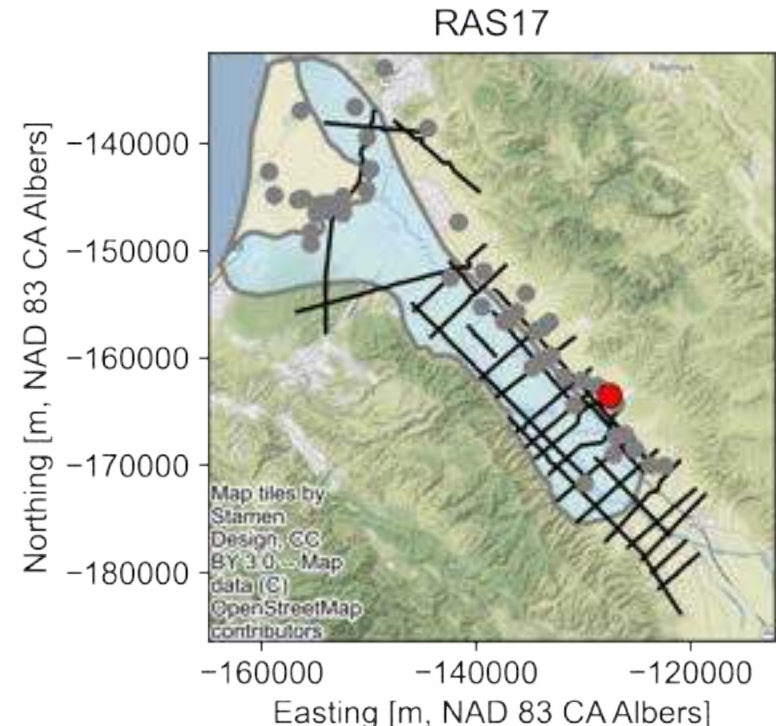 RAS17
Northing [m, NAD 83 CA Albers]
−140000
−150000
−160000
−170000
−180000
Map tiles by
Stamen
Design, CC
BY 3.0 -- Map
data (C)
OpenStreetMap
contributors
−160000
−140000
−120000
Easting [m, NAD 83 CA Albers]